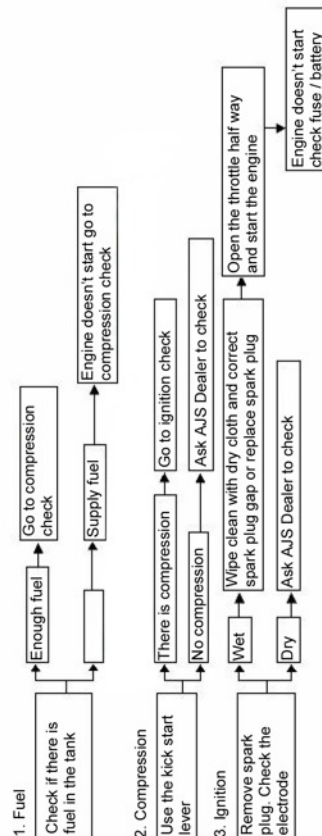 1. Fuel
Check if there is
fuel in the tank
Enough fuel
Go to compression
check
Supply fuel
Engine doesn't start go to
compression check
2. Compression
Use the kick start
lever
There is compression
Go to ignition check
No compression
Ask AJS Dealer to check
3. Ignition
Remove spark
plug. Check the
electrode
Wet
Wipe clean with dry cloth and correct
spark plug gap or replace spark plug
Open the throttle half way
and start the engine
Engine doesn't start
check fuse / battery
Dry
Ask AJS Dealer to check